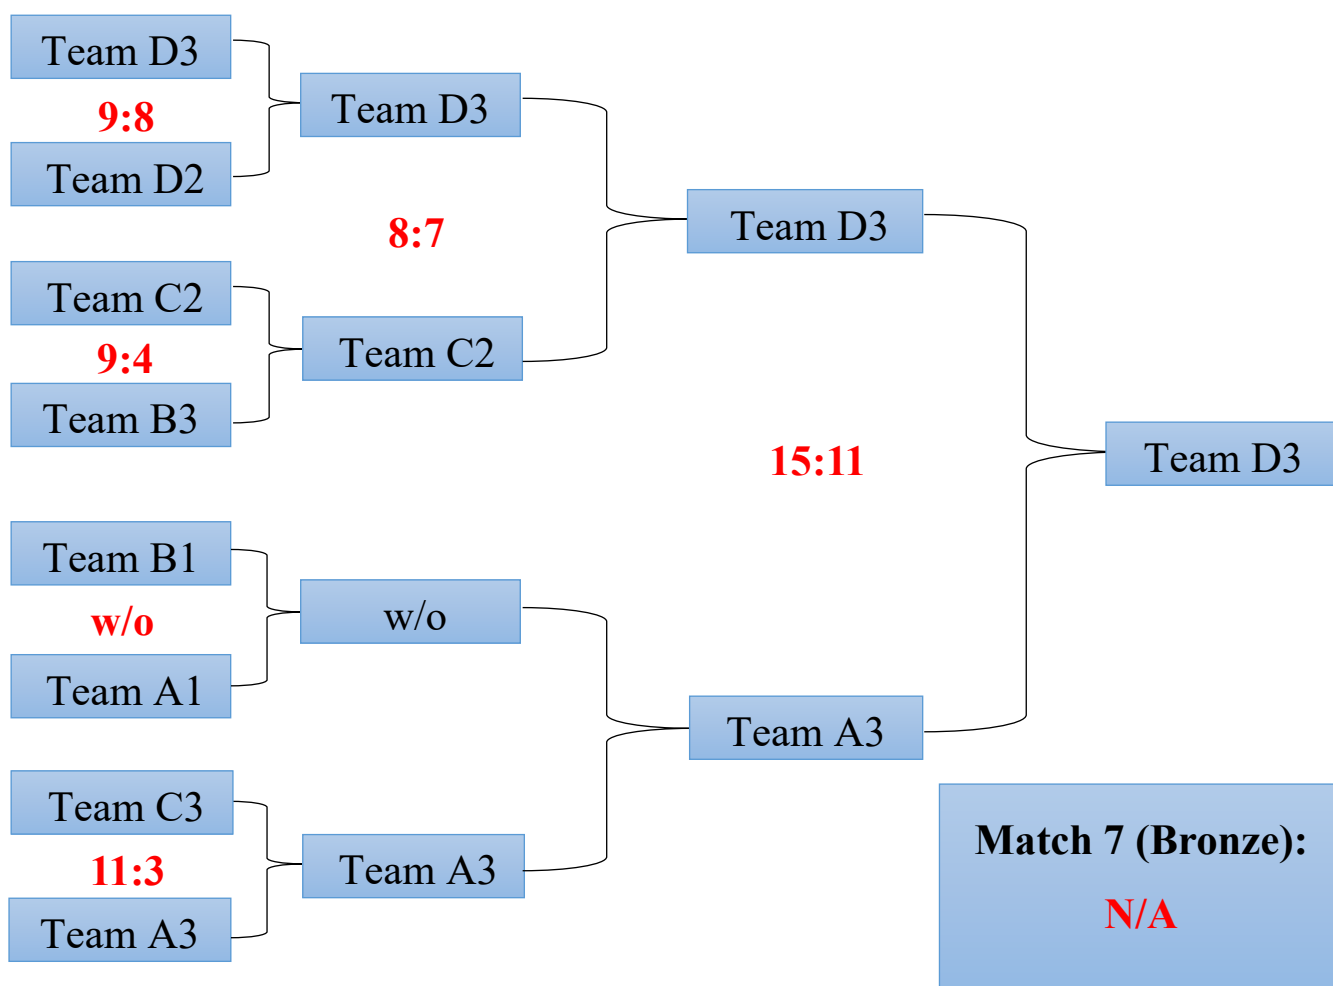 Team D3
9:8
Team D2
Team D3
8:7
Team C2
9:4
Team B3
Team C2
Team D3
15:11
Team D3
Team B1
w/o
Team A1
w/o
Team A3
Team C3
11:3
Team A3
Team A3
Match 7 (Bronze):
N/A